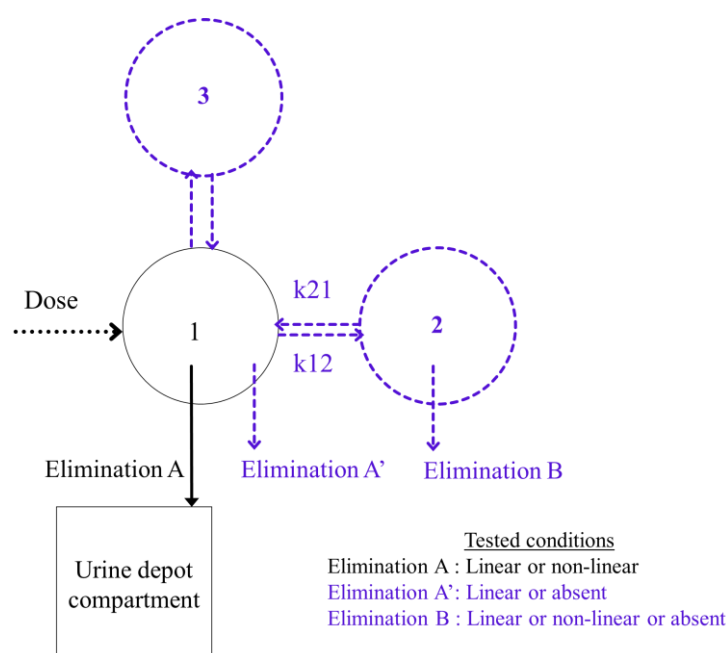 3
Dose
1
k21
k12
2
Elimination A
Elimination A’
Elimination B
Urine depot
compartment
Tested conditions
Elimination A : Linear or non-linear
Elimination A’: Linear or absent
Elimination B : Linear or non-linear or absent